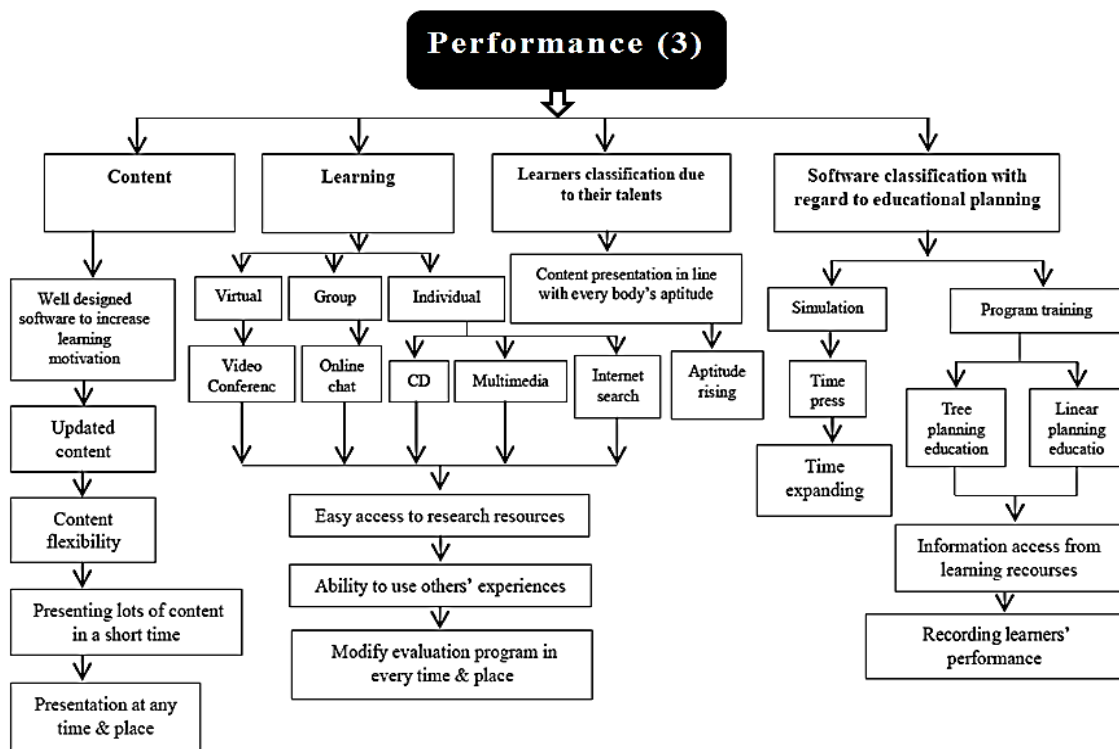 Performance (3)
Content
Learning
Learners classification due
to their talents
Software classification with
regard to educational planning
Well designed
software to increase
learning
motivation
Updated
content
Content
flexibility
Presenting lots of content
in a short time
Presentation at any
time & place
Virtual
Group
Individual
Video
Conferenc
Online
chat
CD
Multimedia
Internet
search
Easy access to research resources
Ability to use others’ experiences
Modify evaluation program in
every time & place
Content presentation in line
with every body’s aptitude
Aptitude
rising
Simulation
Time
press
Time
expanding
Program training
Tree
planning
education
Linear
planning
educatio
Information access from
learning recourses
Recording learners’
performance